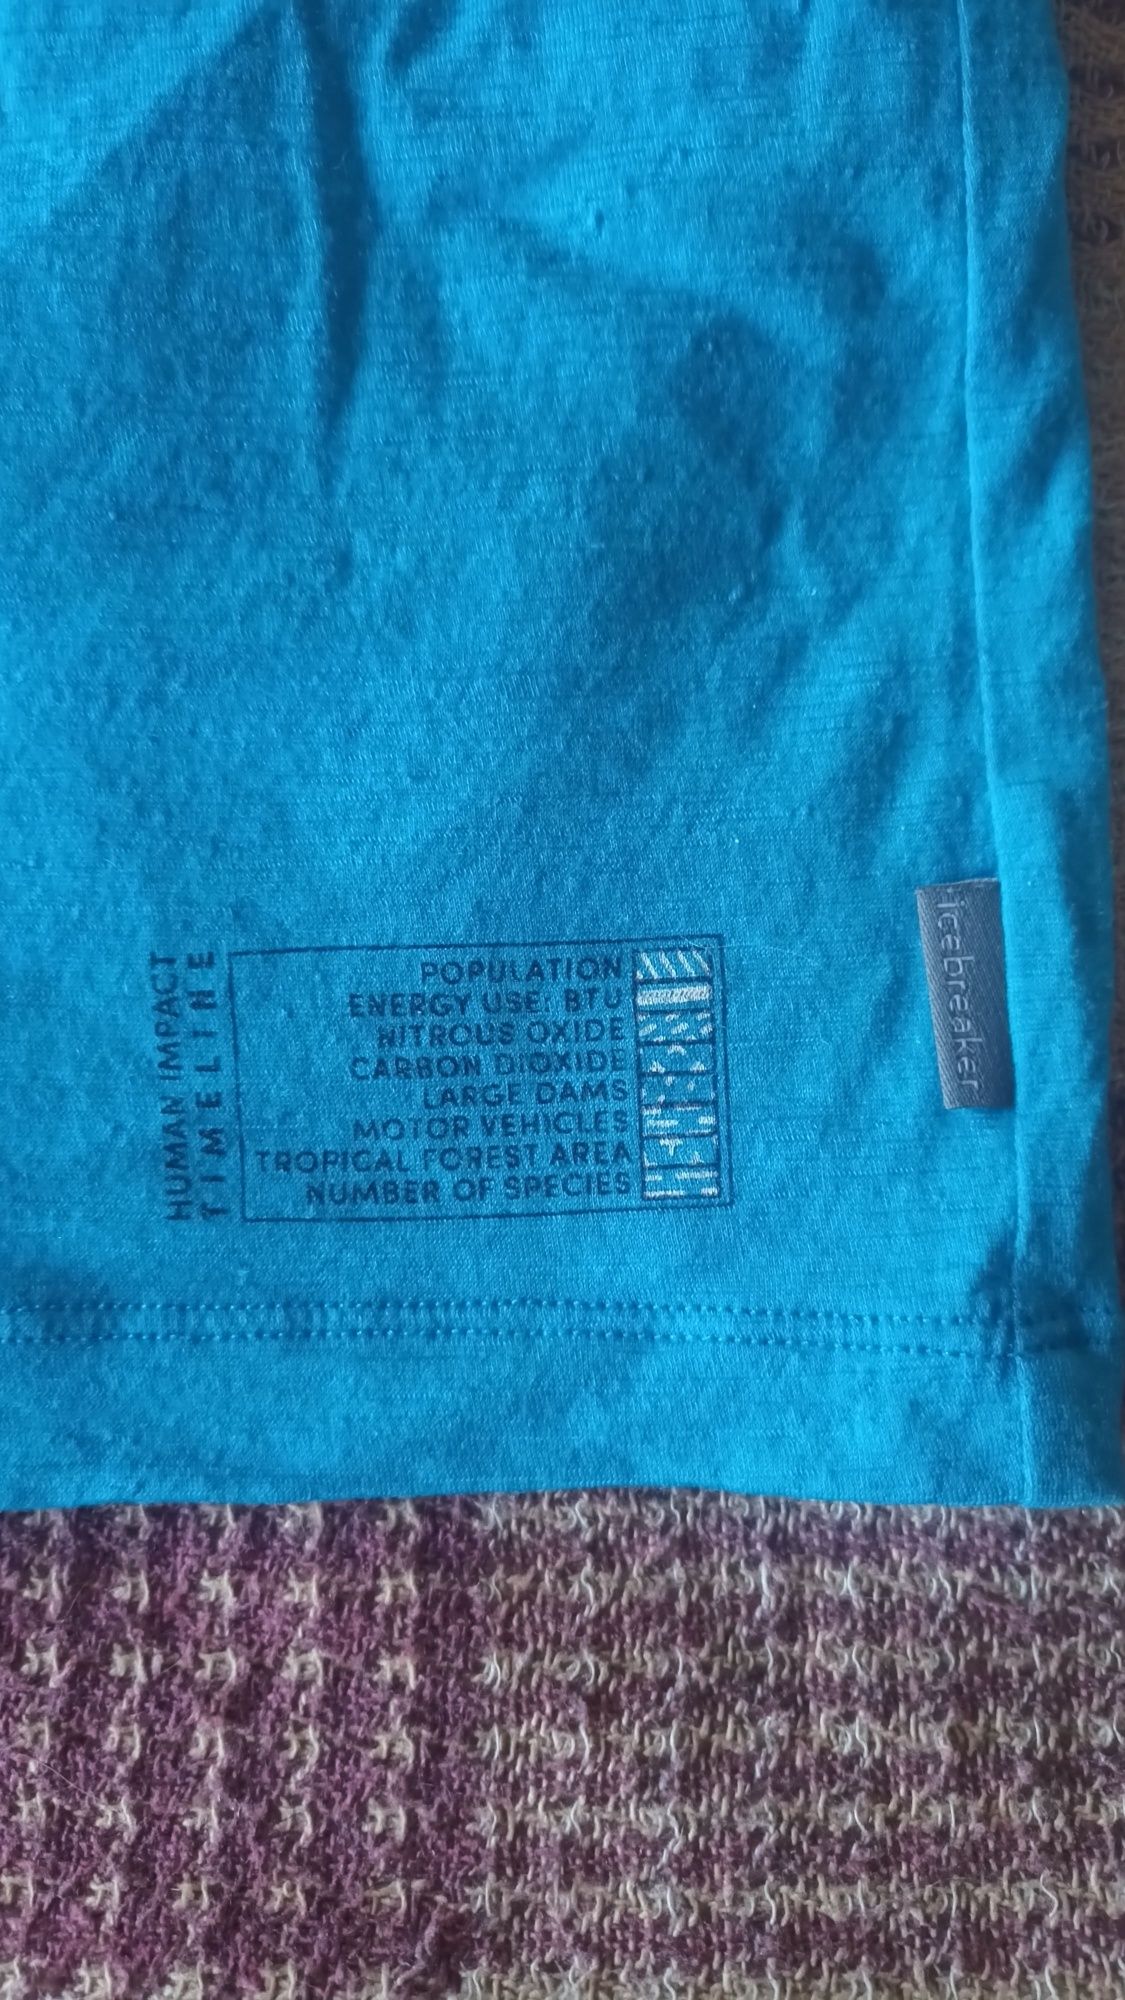 HUMAN IMPACT
TIMELINE
POPULATION
ENERGY USE: BTU
NITROUS OXIDE
CARBON DIOXIDE
LARGE DAMS
MOTOR VEHICLES
TROPICAL FOREST AREA
NUMBER OF SPECIES
icebreaker